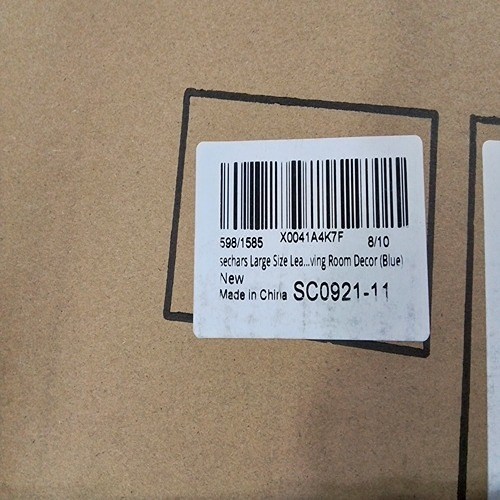 598/1585 X0041A4K7F 8/10
sechars Large Size Lea...ving Room Decor (Blue)
New
Made in China SC0921-11